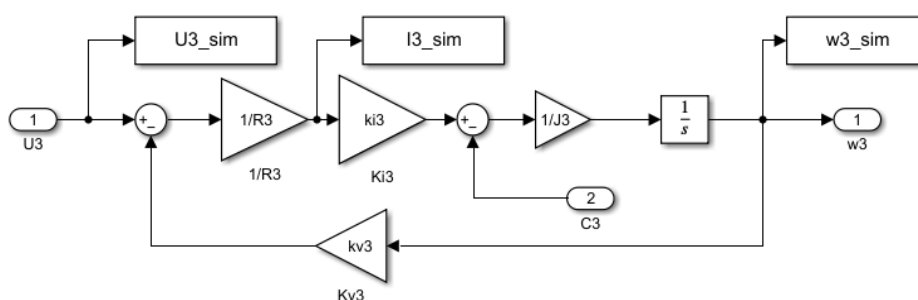 U3_sim
I3_sim
w3_sim
1
U3
+
−
1/R3
1/R3
ki3
Ki3
+
−
1/J3
1
s
1
w3
2
C3
kv3
Kv3